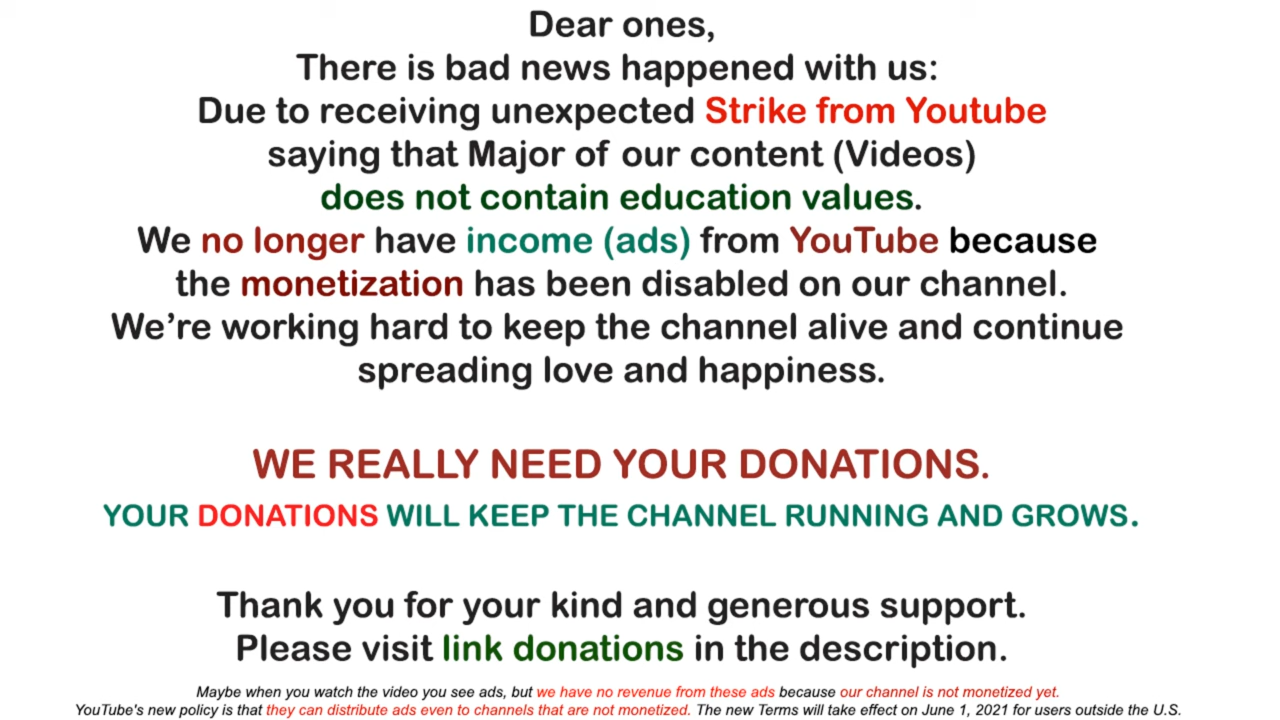 Dear ones,
There is bad news happened with us:
Due to receiving unexpected Strike from Youtube
saying that Major of our content (Videos)
does not contain education values.
We no longer have income (ads) from YouTube because
the monetization has been disabled on our channel.
We’re working hard to keep the channel alive and continue
spreading love and happiness.
WE REALLY NEED YOUR DONATIONS.
YOUR DONATIONS WILL KEEP THE CHANNEL RUNNING AND GROWS.
Thank you for your kind and generous support.
Please visit link donations in the description.
Maybe when you watch the video you see ads, but we have no revenue from these ads because our channel is not monetized yet.
YouTube's new policy is that they can distribute ads even to channels that are not monetized. The new Terms will take effect on June 1, 2021 for users outside the U.S.